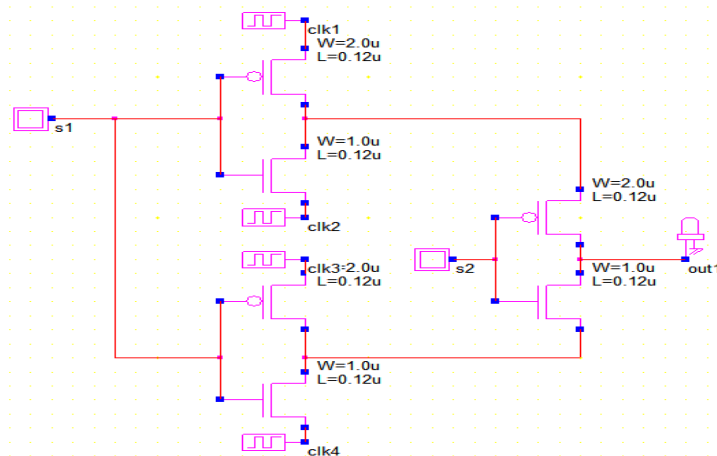 clk1
W=2.0u
L=0.12u
s1
W=1.0u
L=0.12u
clk2
W=2.0u
L=0.12u
clk3=2.0u
L=0.12u
s2
W=1.0u
L=0.12u
out1
W=1.0u
L=0.12u
clk4